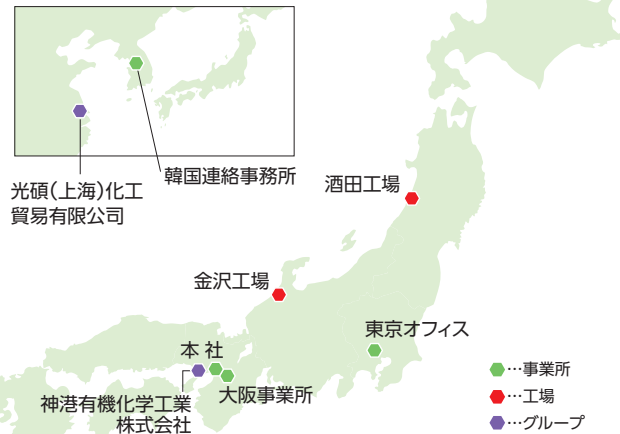 韓国連絡事務所
光碩（上海）化工
貿易有限公司
酒田工場
金沢工場
東京オフィス
本 社
大阪事業所
神港有機化学工業
株式会社
…事業所
…工場
…グループ